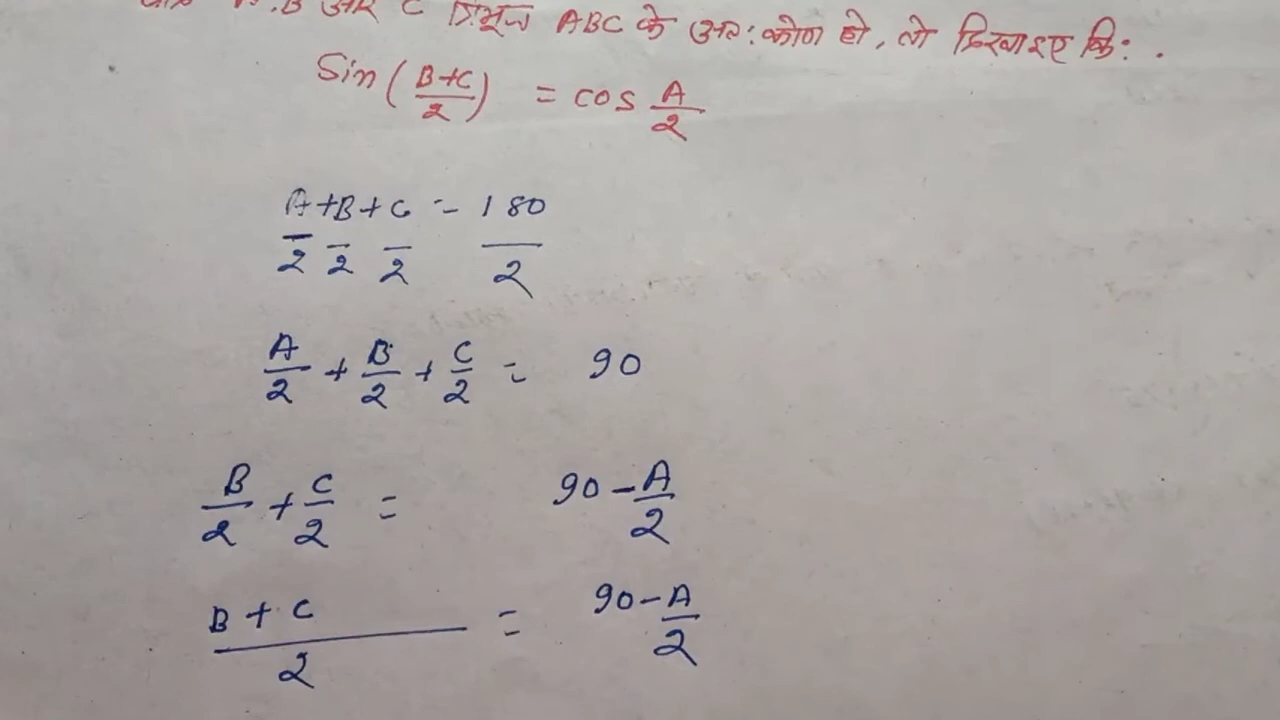 B और C त्रिभुज ABC के अंत: कोण हो, तो दिखाइए कि: .
Sin (B+C/2) = cos A/2
A+B+C = 180
2 2 2 2
A/2 + B/2 + C/2 = 90
B/2 + C/2 = 90 - A/2
B + C/2 = 90 - A/2